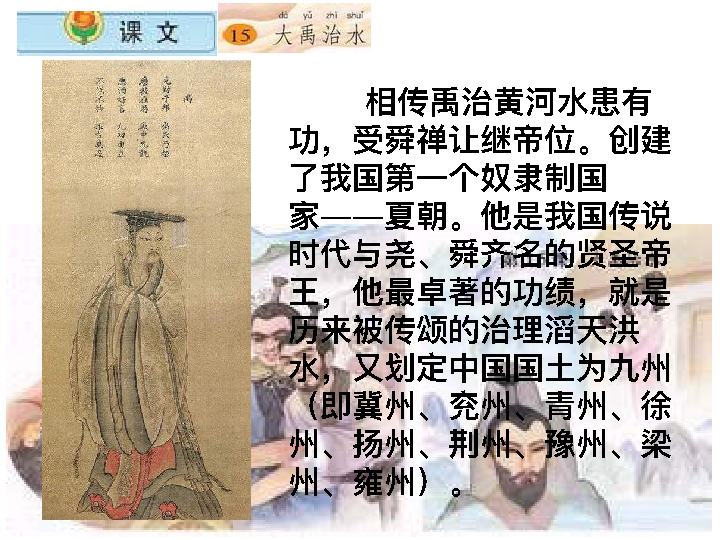 课 文
dà yǔ zhì shuǐ
15 大禹治水
禹
相传禹治黄河水患有
功，受舜禅让继帝位。创建
了我国第一个奴隶制国
家——夏朝。他是我国传说
时代与尧、舜齐名的贤圣帝
王，他最卓著的功绩，就是
历来被传颂的治理滔天洪
水，又划定中国国土为九州
（即冀州、兖州、青州、徐
州、扬州、荆州、豫州、梁
州、雍州）。